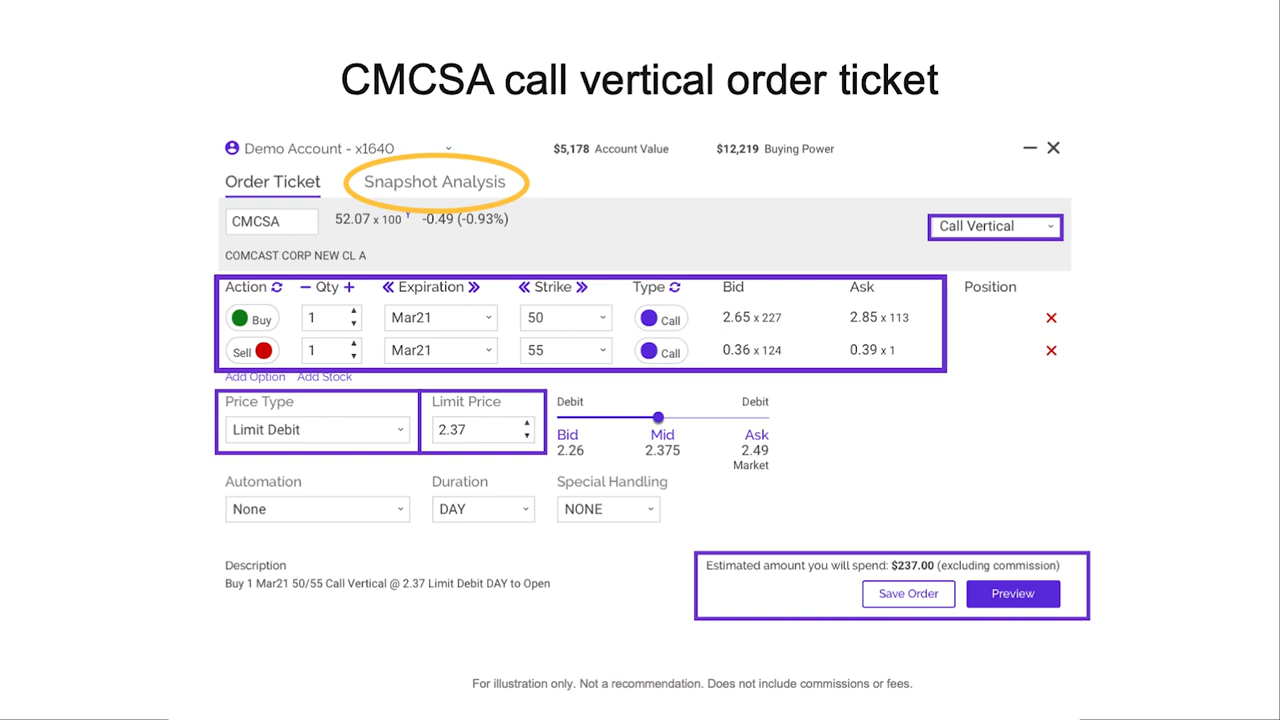 CMCSA call vertical order ticket
Demo Account - x1640 $5,178 Account Value $12,219 Buying Power
Order Ticket Snapshot Analysis
CMCSA 52.07 x 100 Y -0.49 (-0.93%) Call Vertical
COMCAST CORP NEW CL A
Action Qty Expiration Strike Type Bid Ask Position
Buy 1 Mar21 50 Call 2.65 x 227 2.85 x 113
Sell 1 Mar21 55 Call 0.36 x 124 0.39 x 1
Add Option Add Stock
Price Type Limit Price Debit Debit
Limit Debit 2.37
Bid Mid Ask
2.26 2.375 2.49
Market
Automation Duration Special Handling
None DAY NONE
Description
Buy 1 Mar21 50/55 Call Vertical @ 2.37 Limit Debit DAY to Open
Estimated amount you will spend: $237.00 (excluding commission)
Save Order Preview
For illustration only. Not a recommendation. Does not include commissions or fees.